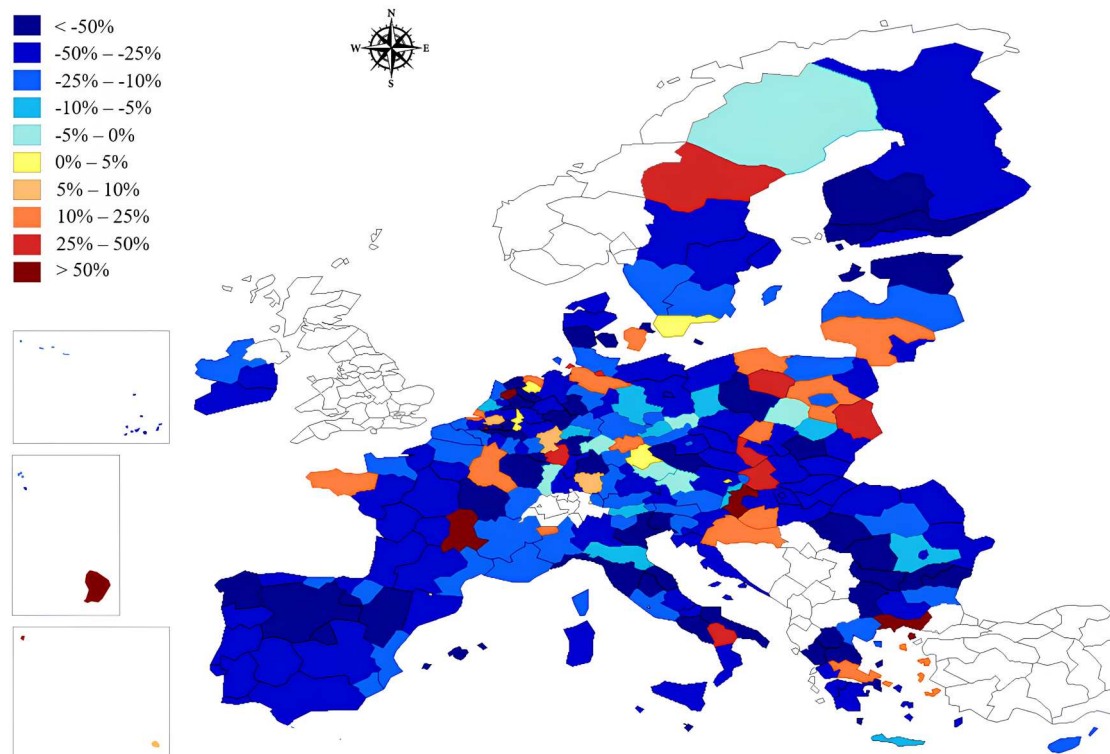 < -50%
-50% – -25%
-25% – -10%
-10% – -5%
-5% – 0%
0% – 5%
5% – 10%
10% – 25%
25% – 50%
> 50%
N
W E
S